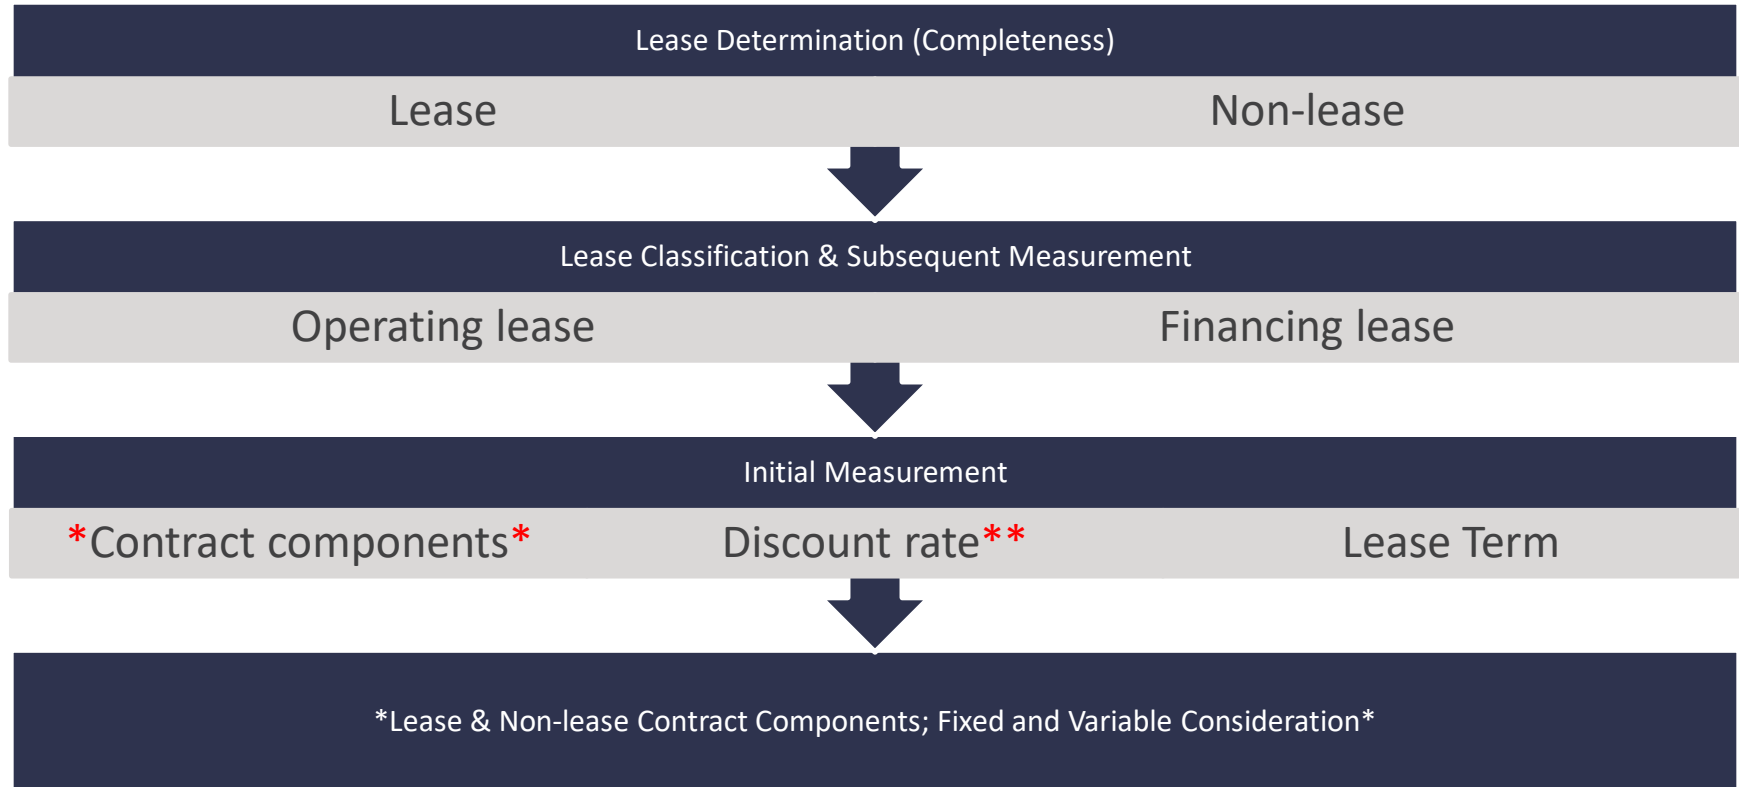 Lease Determination (Completeness)
Lease Non-lease
Lease Classification & Subsequent Measurement
Operating lease Financing lease
Initial Measurement
*Contract components* Discount rate** Lease Term
*Lease & Non-lease Contract Components; Fixed and Variable Consideration*